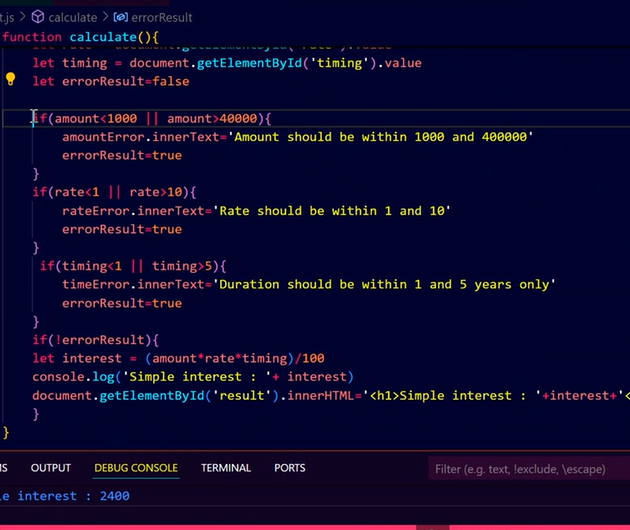 t.js > calculate > errorResult
function calculate(){
let rate = document.getElementById('rate').value
let timing = document.getElementById('timing').value
let errorResult=false
if(amount<1000 || amount>40000){
amountError.innerText='Amount should be within 1000 and 400000'
errorResult=true
}
if(rate<1 || rate>10){
rateError.innerText='Rate should be within 1 and 10'
errorResult=true
}
if(timing<1 || timing>5){
timeError.innerText='Duration should be within 1 and 5 years only'
errorResult=true
}
if(!errorResult){
let interest = (amount*rate*timing)/100
console.log('Simple interest : '+ interest)
document.getElementById('result').innerHTML='<h1>Simple interest : '+interest+'<
}
}
MS OUTPUT DEBUG CONSOLE TERMINAL PORTS Filter (e.g. text, !exclude, \escape)
le interest : 2400